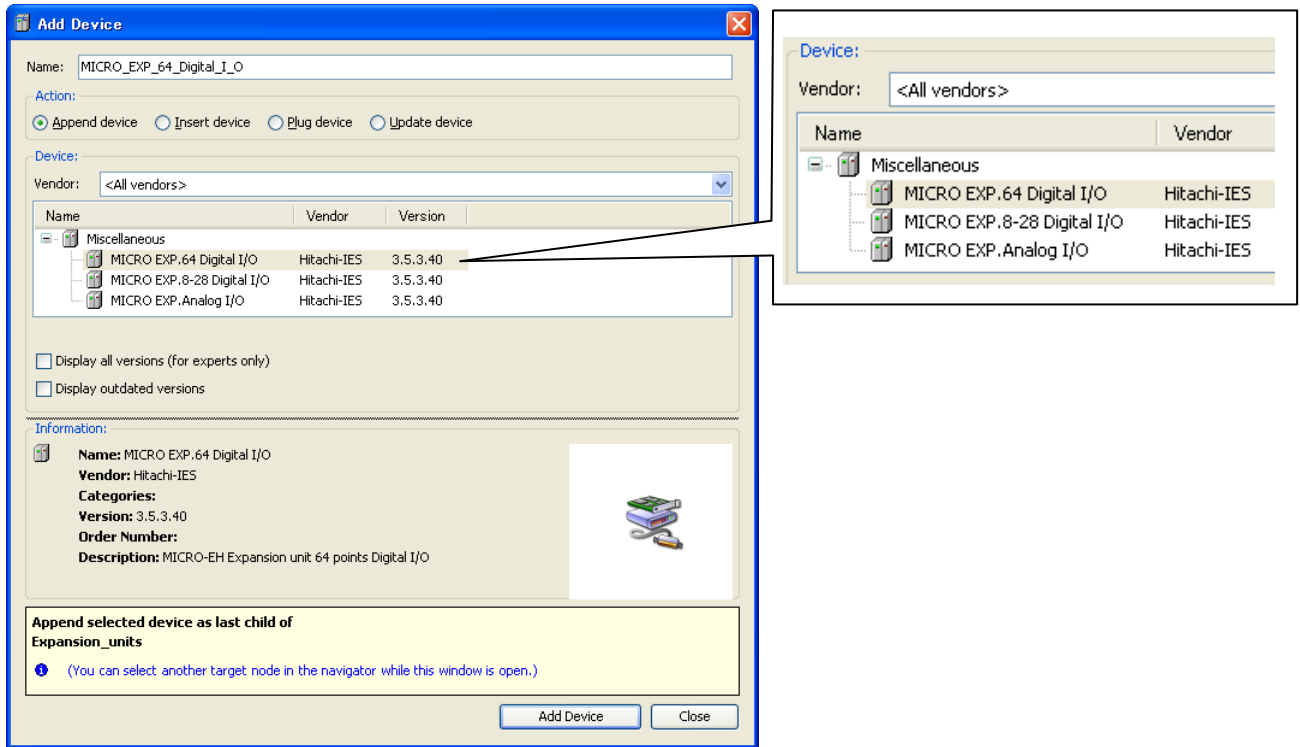 Add Device
Name: MICRO_EXP_64_Digital_I_O
Action:
Append device Insert device Plug device Update device
Device:
Vendor: <All vendors>
Name Vendor Version
Miscellaneous
MICRO EXP.64 Digital I/O Hitachi-IES 3.5.3.40
MICRO EXP.8-28 Digital I/O Hitachi-IES 3.5.3.40
MICRO EXP.Analog I/O Hitachi-IES 3.5.3.40
Display all versions (for experts only)
Display outdated versions
Information:
Name: MICRO EXP.64 Digital I/O
Vendor: Hitachi-IES
Categories:
Version: 3.5.3.40
Order Number:
Description: MICRO-EH Expansion unit 64 points Digital I/O
Append selected device as last child of
Expansion_units
(You can select another target node in the navigator while this window is open.)
Add Device Close
Device:
Vendor: <All vendors>
Name Vendor
Miscellaneous
MICRO EXP.64 Digital I/O Hitachi-IES
MICRO EXP.8-28 Digital I/O Hitachi-IES
MICRO EXP.Analog I/O Hitachi-IES